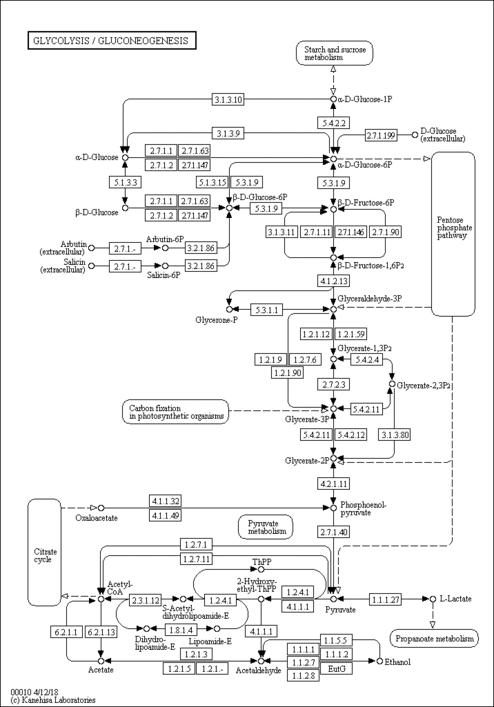 GLYCOLYSIS / GLUCONEOGENESIS
Starch and sucrose
metabolism
3.1.3.10
α-D-Glucose-1P
5.4.2.2
3.1.3.9
2.7.1.199
D-Glucose
(extracellular)
α-D-Glucose
2.7.1.1
2.7.1.63
2.7.1.2
2.7.1.147
α-D-Glucose-6P
5.1.3.3
5.3.1.9
5.1.3.15
5.3.1.9
β-D-Glucose
2.7.1.1
2.7.1.63
2.7.1.2
2.7.1.147
β-D-Glucose-6P
5.3.1.9
β-D-Fructose-6P
Pentose
phosphate
pathway
3.1.3.11
2.7.1.11
2.7.1.146
2.7.1.90
Arbutin
(extracellular)
2.7.1.-
Arbutin-6P
3.2.1.86
Salicin
(extracellular)
2.7.1.-
Salicin-6P
3.2.1.86
β-D-Fructose-1,6P2
4.1.2.13
Glyceraldehyde-3P
Glycerone-P
5.3.1.1
1.2.1.12
1.2.1.59
1.2.1.9
1.2.7.6
1.2.1.90
Glycerate-1,3P2
5.4.2.4
2.7.2.3
Glycerate-2,3P2
Carbon fixation
in photosynthetic organisms
5.4.2.11
Glycerate-3P
5.4.2.11
5.4.2.12
3.1.3.80
Glycerate-2P
4.2.1.11
4.1.1.32
4.1.1.49
Oxaloacetate
Phosphoenol-
pyruvate
Pyruvate
metabolism
2.7.1.40
Citrate
cycle
1.2.7.1
1.2.7.11
ThPP
Acetyl-
CoA
2-Hydroxy-
ethyl-ThPP
1.2.4.1
2.3.1.12
1.2.4.1
4.1.1.1
Pyruvate
1.1.1.27
L-Lactate
S-Acetyl-
dihydrolipoamide-E
6.2.1.1
6.2.1.13
1.8.1.4
Dihydro-
lipoamide-E
Lipoamide-E
4.1.1.1
Propanoate metabolism
1.1.5.5
1.1.1.1
1.1.1.2
1.2.1.3
1.1.2.7
EutG
Ethanol
Acetate
1.2.1.5
1.2.1.-
Acetaldehyde
1.1.2.8
00010 4/12/18
(c) Kanehisa Laboratories